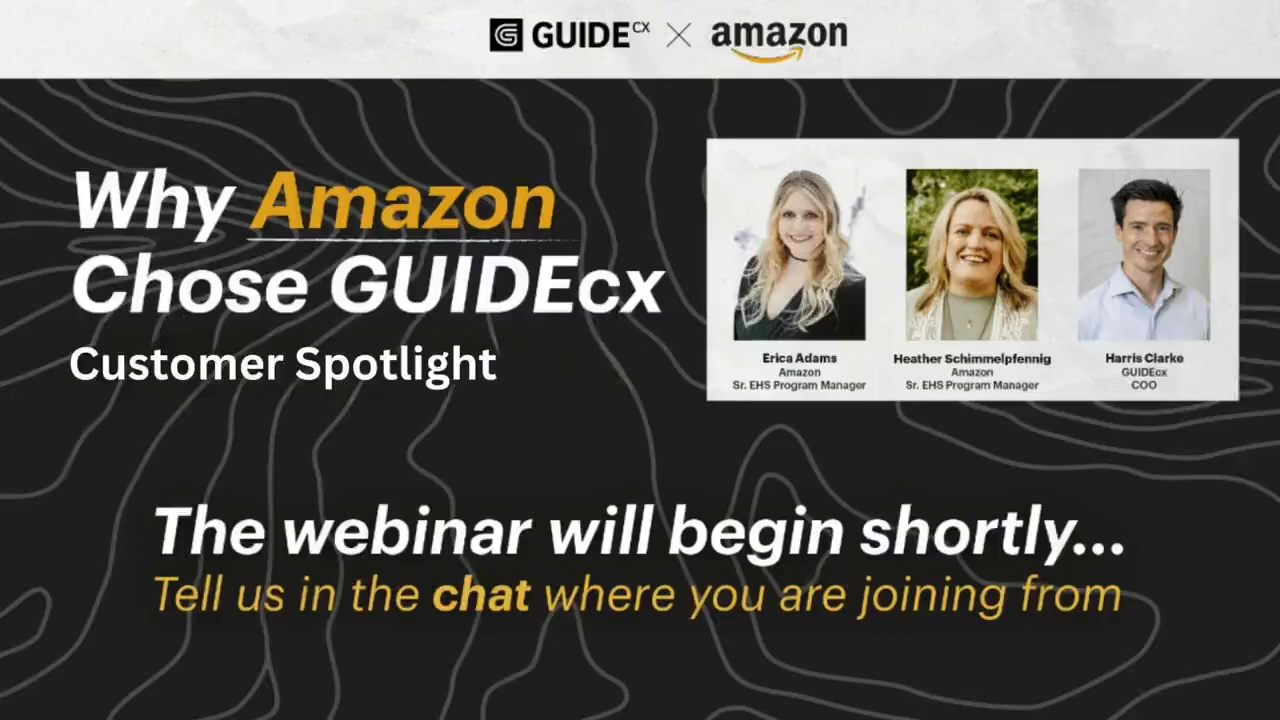 GUIDECX × amazon
Why Amazon
Chose GUIDEcx
Customer Spotlight
Erica Adams
Amazon
Sr. EHS Program Manager
Heather Schimmelpfennig
Amazon
Sr. EHS Program Manager
Harris Clarke
GUIDEcx
COO
The webinar will begin shortly...
Tell us in the chat where you are joining from